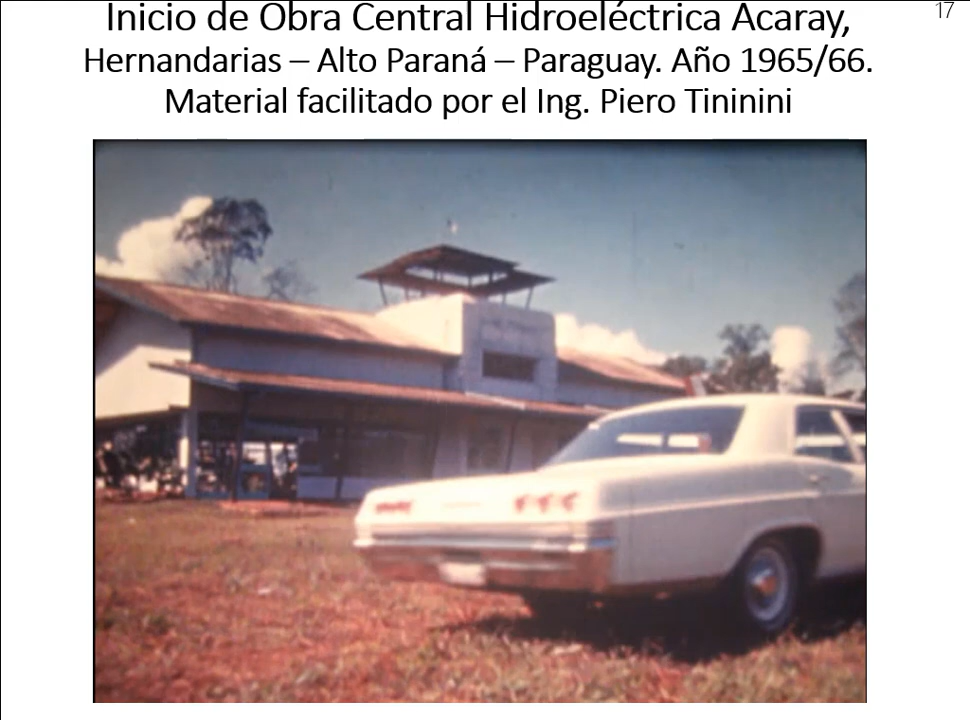 Inicio de Obra Central Hidroeléctrica Acaray,
17
Hernandarias – Alto Paraná – Paraguay. Año 1965/66.
Material facilitado por el Ing. Piero Tininini